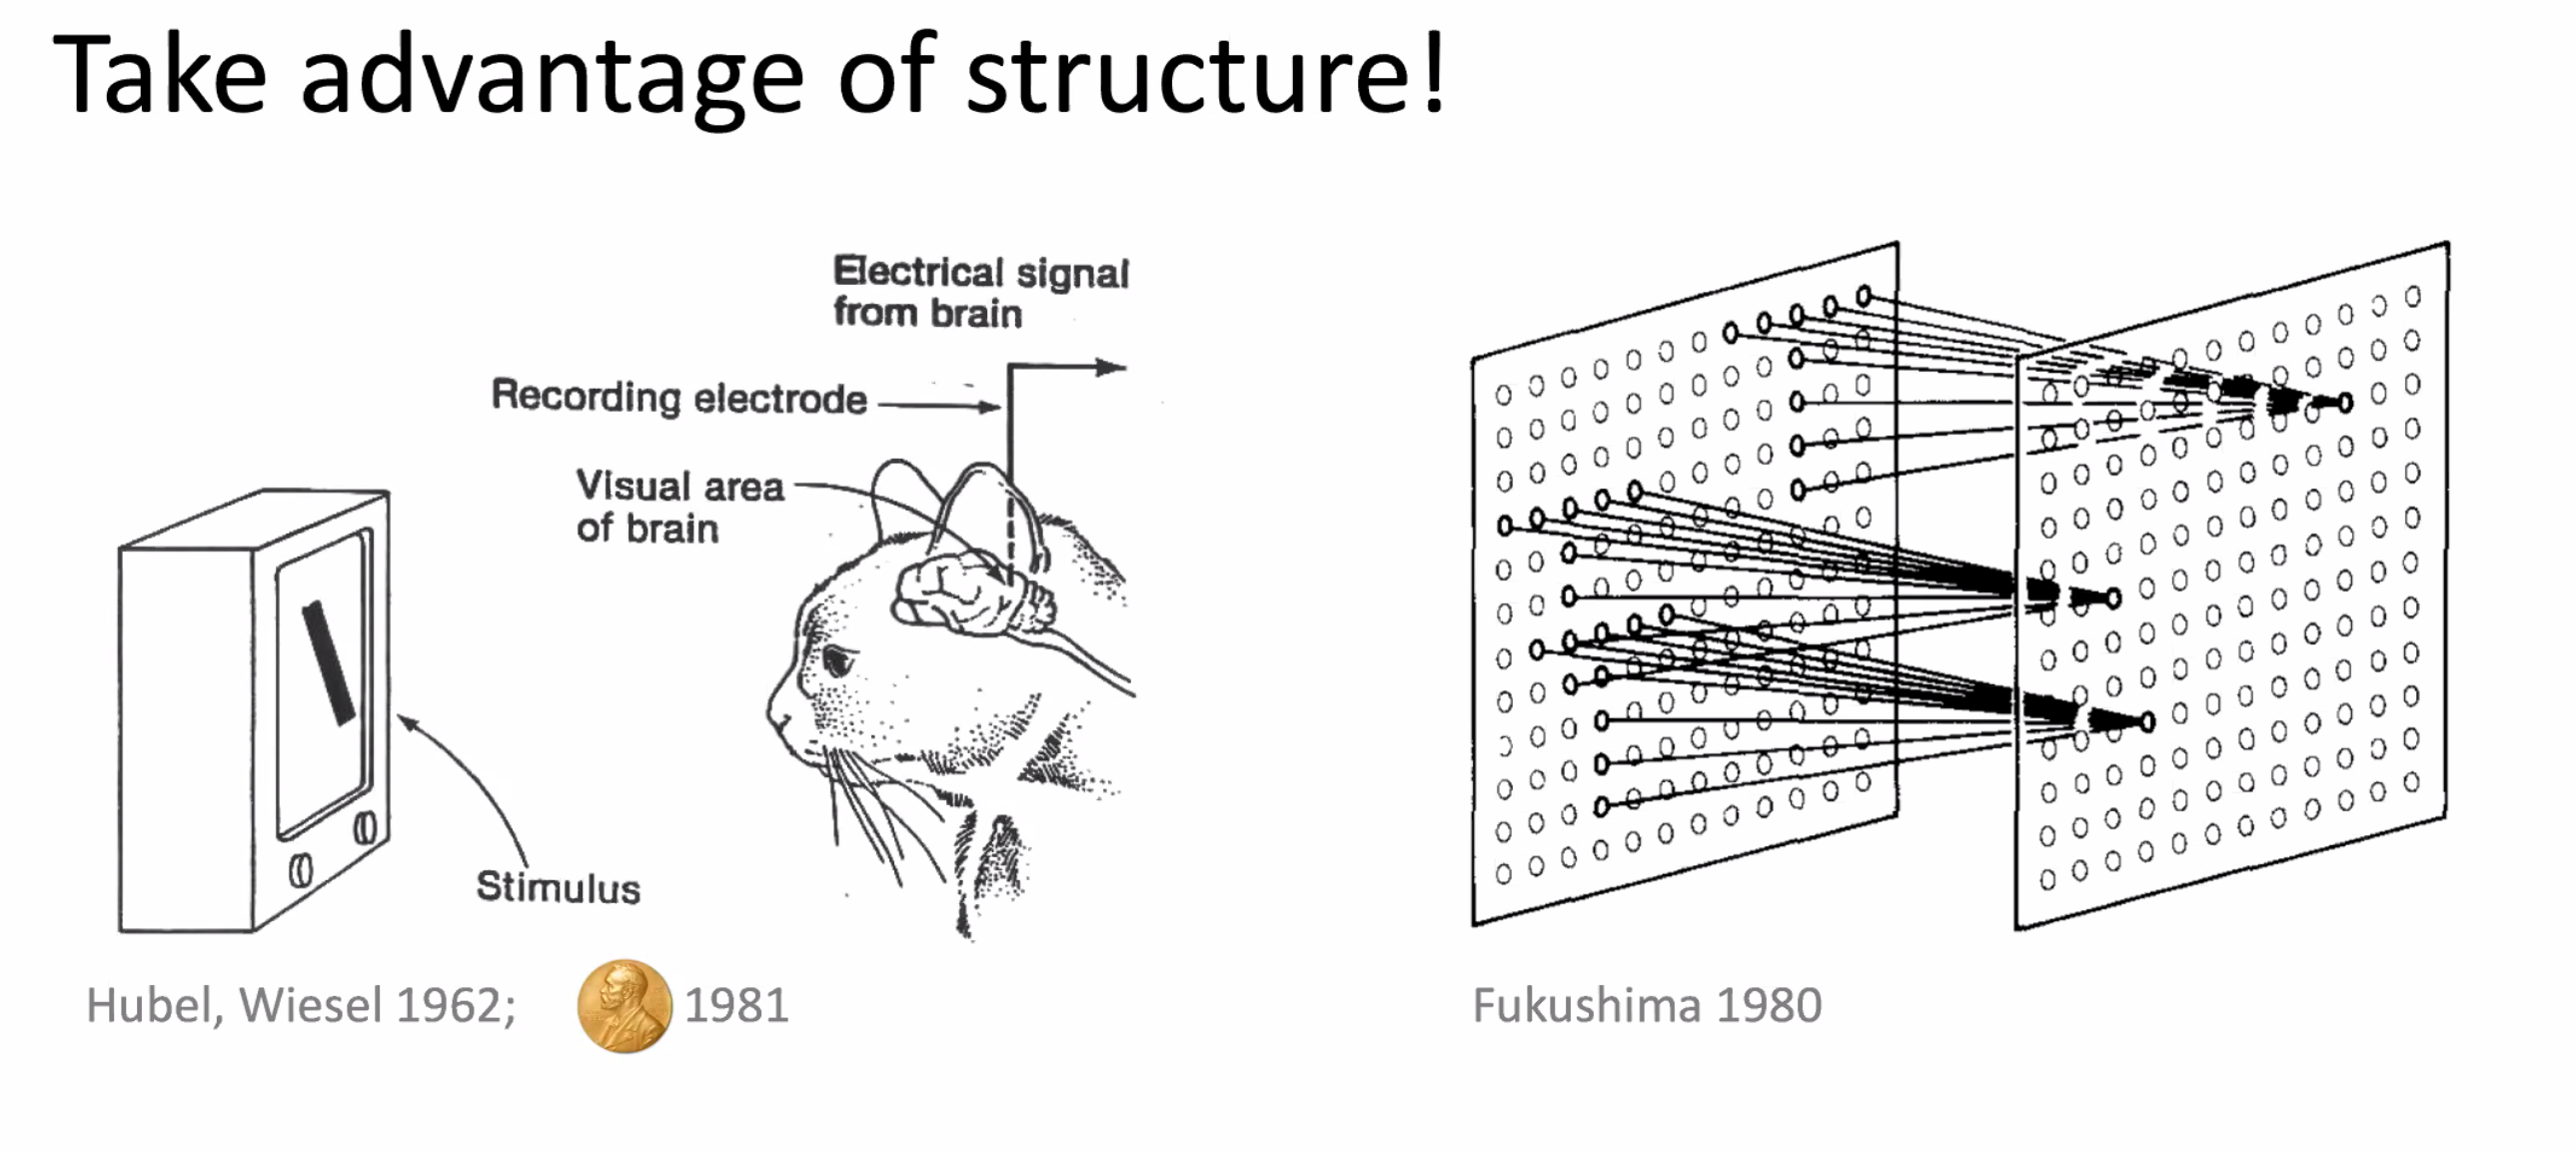 Take advantage of structure!
Electrical signal
from brain
Recording electrode
Visual area
of brain
Stimulus
Hubel, Wiesel 1962; 1981
Fukushima 1980